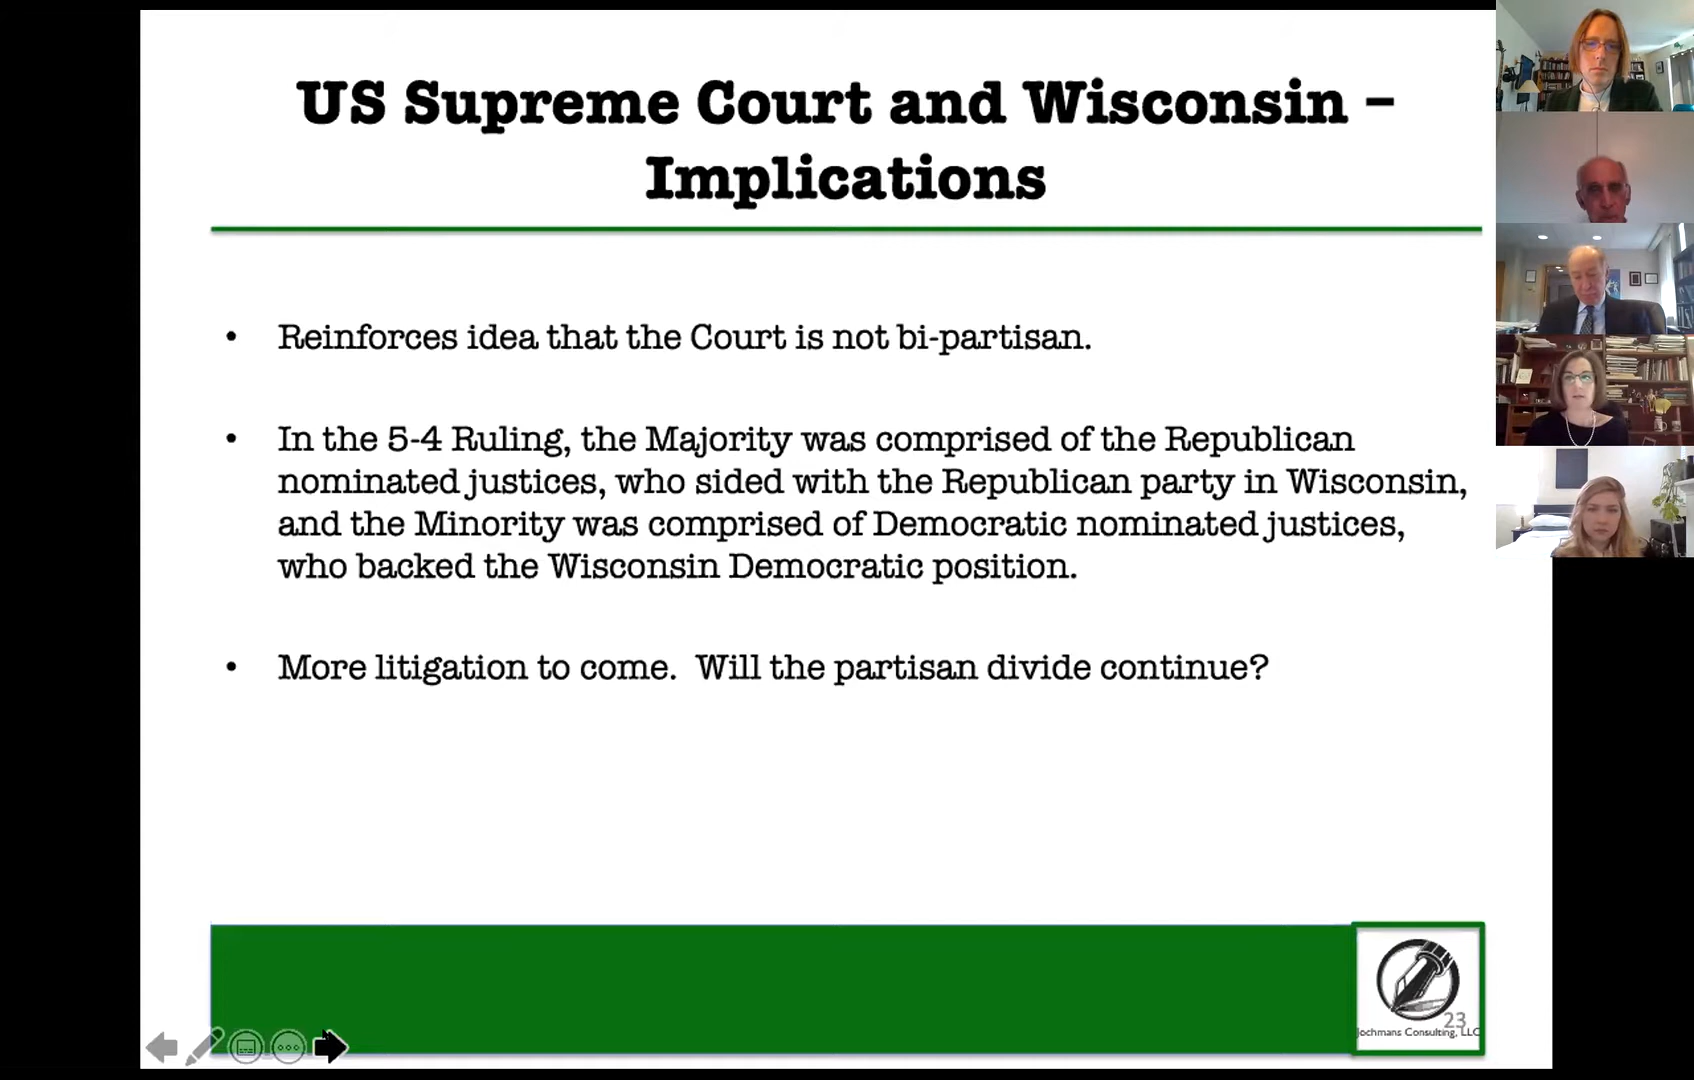 US Supreme Court and Wisconsin –
Implications
• Reinforces idea that the Court is not bi-partisan.
• In the 5-4 Ruling, the Majority was comprised of the Republican
nominated justices, who sided with the Republican party in Wisconsin,
and the Minority was comprised of Democratic nominated justices,
who backed the Wisconsin Democratic position.
• More litigation to come. Will the partisan divide continue?
23
Jochmans Consulting, LLC